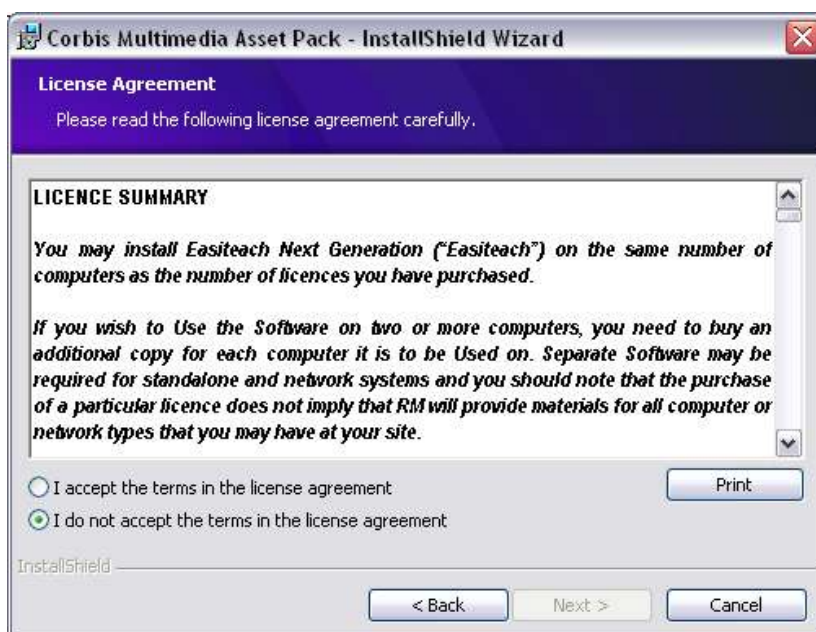 Corbis Multimedia Asset Pack - InstallShield Wizard
License Agreement
Please read the following license agreement carefully.
LICENCE SUMMARY
You may install Easiteach Next Generation ("Easiteach") on the same number of
computers as the number of licences you have purchased.
If you wish to Use the Software on two or more computers, you need to buy an
additional copy for each computer it is to be Used on. Separate Software may be
required for standalone and network systems and you should note that the purchase
of a particular licence does not imply that RM will provide materials for all computer or
network types that you may have at your site.
I accept the terms in the license agreement
Print
I do not accept the terms in the license agreement
InstallShield
< Back
Next >
Cancel